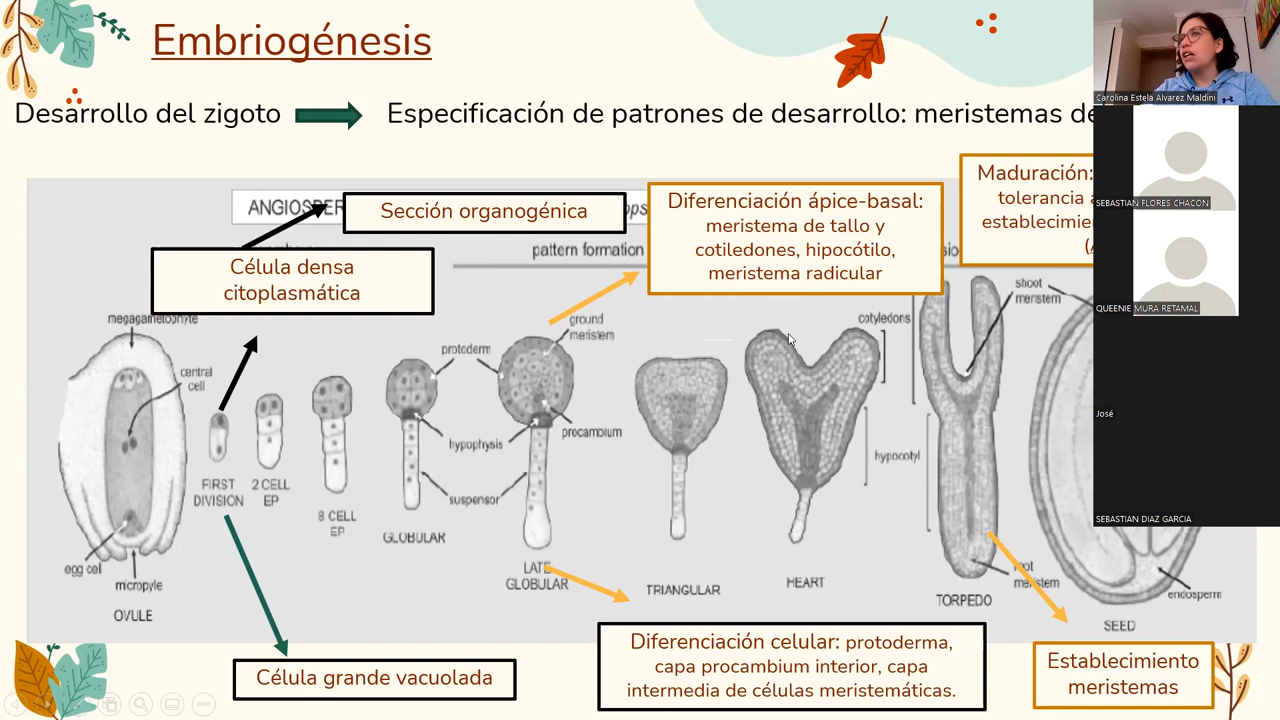 Embriogénesis
Desarrollo del zigoto
Especificación de patrones de desarrollo: meristemas de
Carolina Estela Alvarez Maldini
SEBASTIAN FLORES CHACON
QUEENIE MURA RETAMAL
José
SEBASTIAN DIAZ GARCIA
Maduración:
tolerancia
establecimie
ANGIOSPER
Sección organogénica
Diferenciación ápice-basal:
meristema de tallo y
cotiledones, hipocótilo,
meristema radicular
pattern formation
Célula densa
citoplasmática
megagametophyte
central
cell
egg cell
micropyle
OVULE
FIRST
DIVISION
2 CELL
EP
8 CELL
EP
protoderm
ground
meristem
hypophysis
procambium
suspensor
GLOBULAR
LATE
GLOBULAR
TRIANGULAR
HEART
cotyledons
hypocotyl
shoot
meristem
root
meristem
TORPEDO
endosperm
SEED
Célula grande vacuolada
Diferenciación celular: protoderma,
capa procambium interior, capa
intermedia de células meristemáticas.
Establecimiento
meristemas